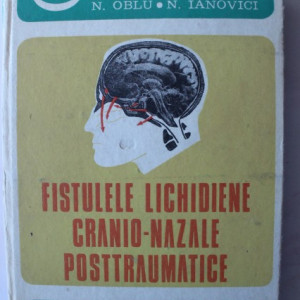 N. OBLU • N. IANOVICI
FISTULELE LICHIDIENE
CRANIO-NAZALE
POSTTRAUMATICE